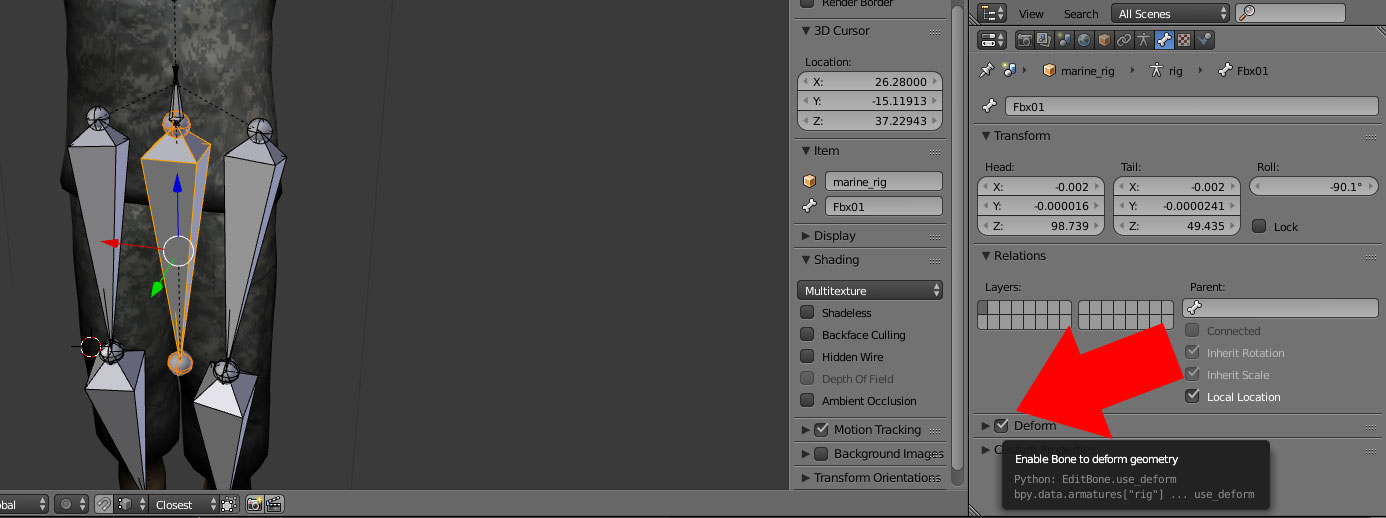 Render Border
3D Cursor
Location:
X: 26.28000
Y: -15.11913
Z: 37.22943
Item
marine_rig
Fbx01
Display
Shading
Multitexture
Shadeless
Backface Culling
Hidden Wire
Depth Of Field
Ambient Occlusion
Motion Tracking
Background Images
Transform Orientations
View Search All Scenes
marine_rig rig Fbx01
Fbx01
Transform
Head: Tail: Roll:
X: -0.002 X: -0.002 -90.1°
Y: -0.000016 Y: -0.0000241
Z: 98.739 Z: 49.435 Lock
Relations
Layers: Parent:
Connected
Inherit Rotation
Inherit Scale
Local Location
Deform
Enable Bone to deform geometry
Python: EditBone.use_deform
bpy.data.armatures["rig"] ... use_deform
obal Closest